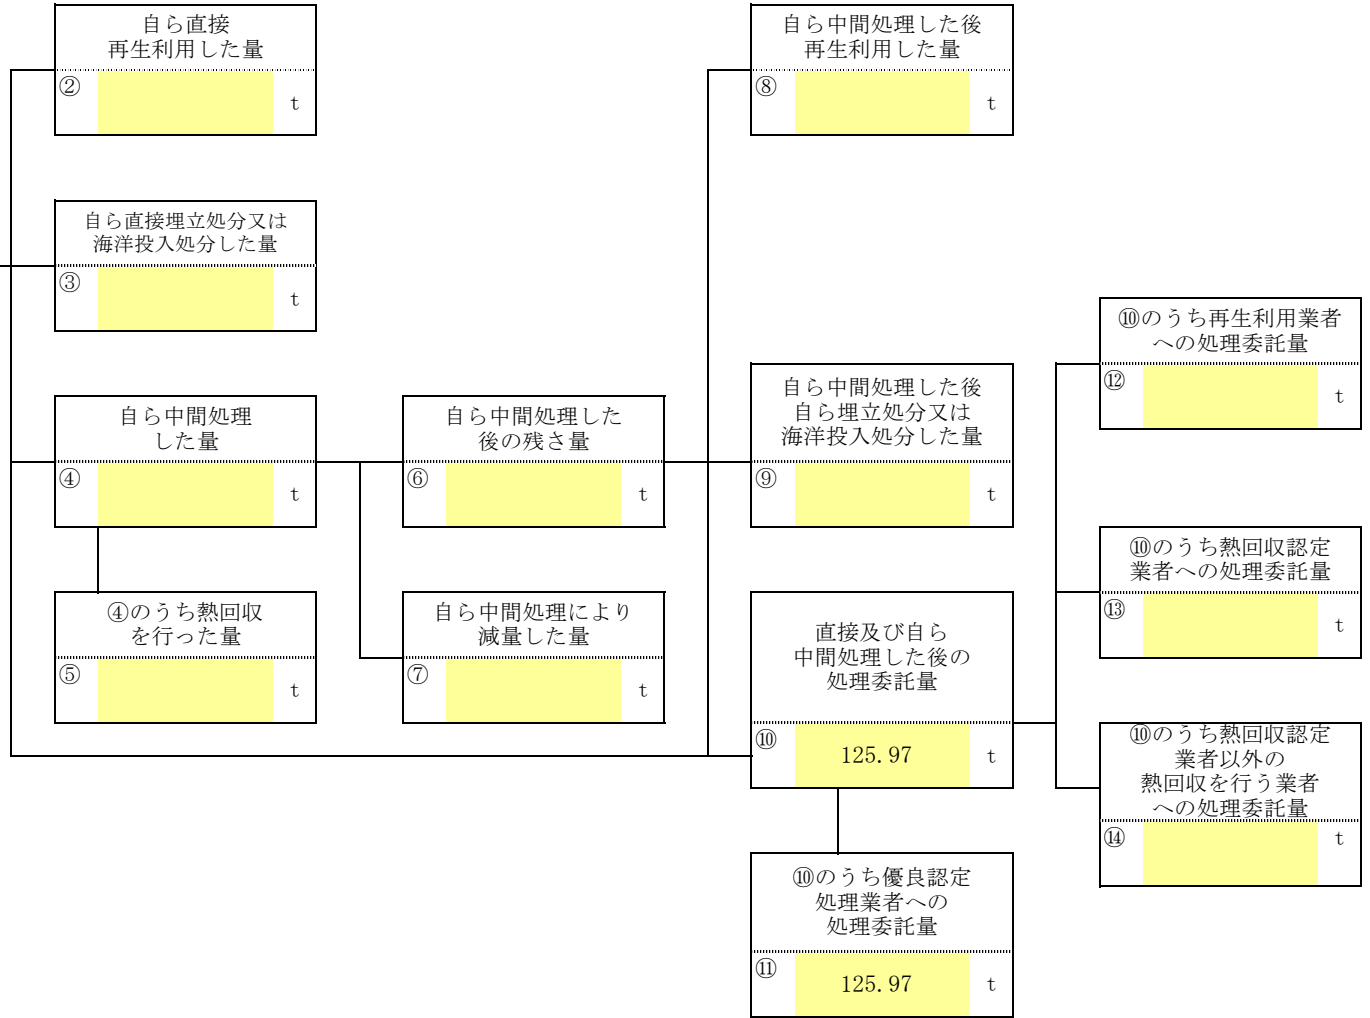 自ら直接
再生利用した量
②
t
自ら中間処理した後
再生利用した量
⑧
t
自ら直接埋立処分又は
海洋投入処分した量
③
t
⑩のうち再生利用業者
への処理委託量
⑫
t
自ら中間処理
した量
④
t
自ら中間処理した
後の残さ量
⑥
t
自ら中間処理した後
自ら埋立処分又は
海洋投入処分した量
⑨
t
⑩のうち熱回収認定
業者への処理委託量
⑬
t
④のうち熱回収
を行った量
⑤
t
自ら中間処理により
減量した量
⑦
t
直接及び自ら
中間処理した後の
処理委託量
⑩
125.97 t
⑩のうち熱回収認定
業者以外の
熱回収を行う業者
への処理委託量
⑭
t
⑩のうち優良認定
処理業者への
処理委託量
⑪
125.97 t